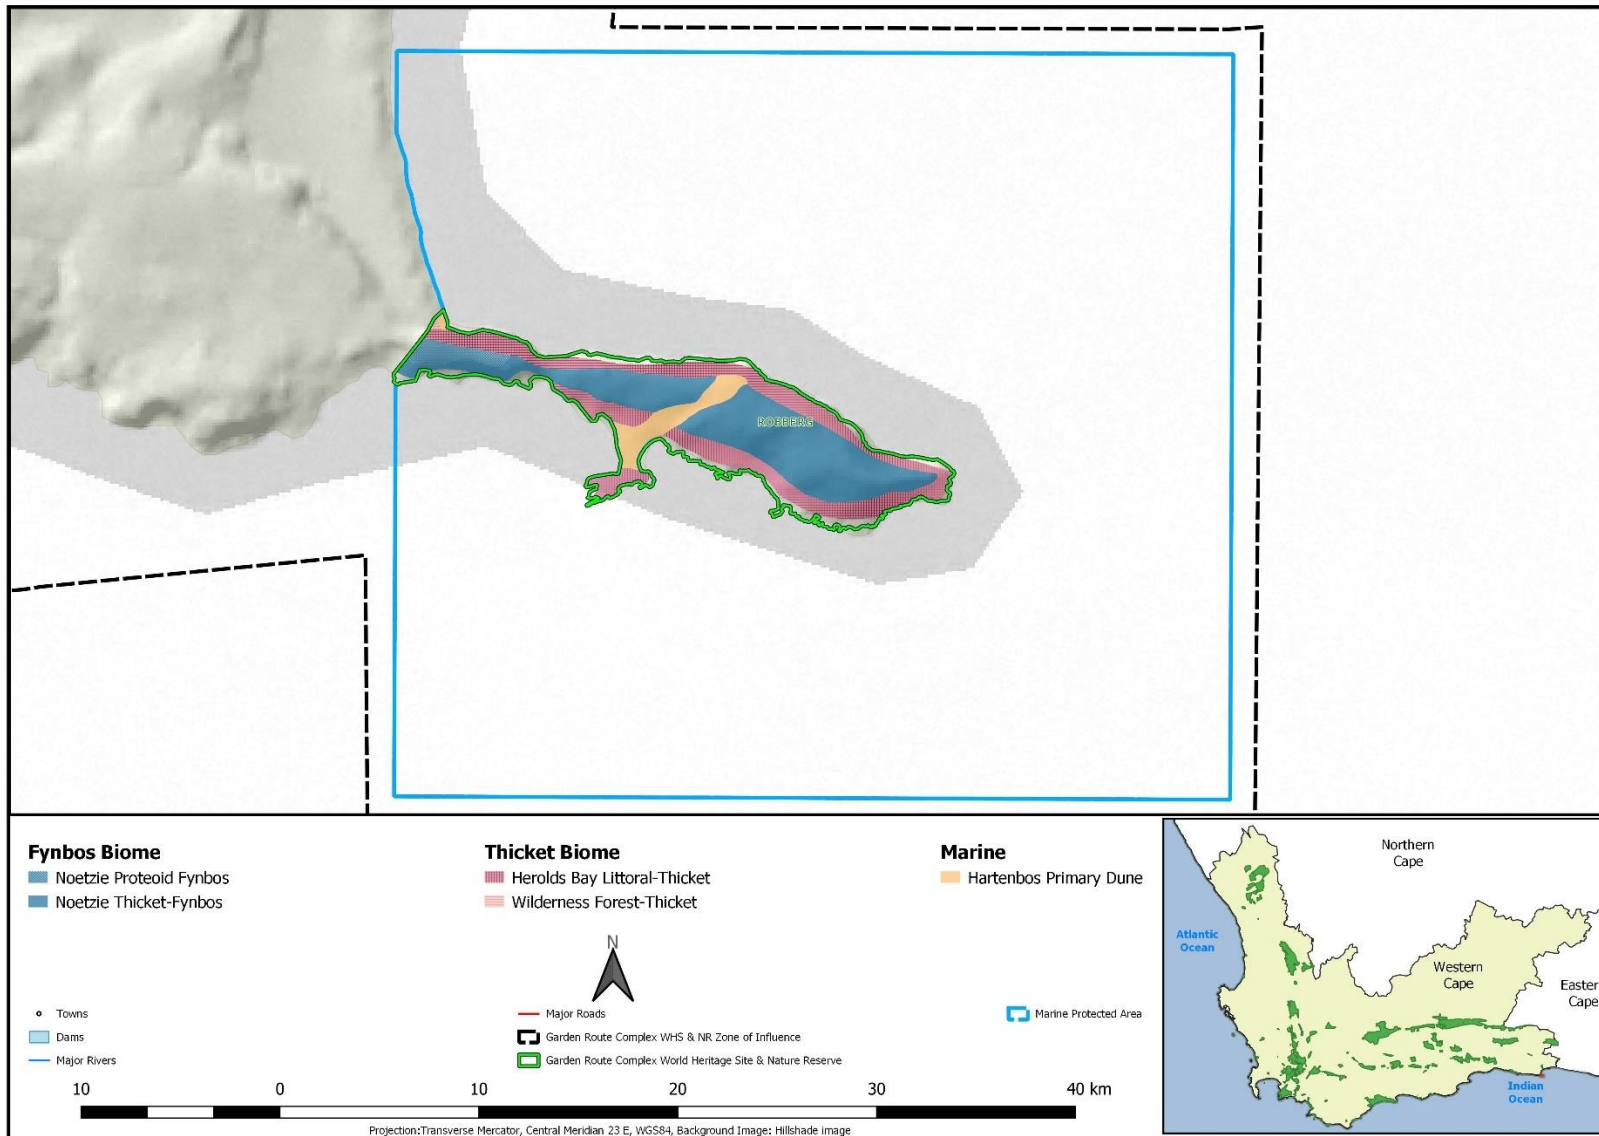 ROBBERG
Fynbos Biome
Noetzie Proteoid Fynbos
Noetzie Thicket-Fynbos
Thicket Biome
Herolds Bay Littoral-Thicket
Wilderness Forest-Thicket
Marine
Hartenbos Primary Dune
N
Towns
Dams
Major Rivers
Major Roads
Garden Route Complex WHS & NR Zone of Influence
Garden Route Complex World Heritage Site & Nature Reserve
Marine Protected Area
10 0 10 20 30 40 km
Projection:Transverse Mercator, Central Meridian 23 E, WGS84, Background Image: Hillshade image
Northern
Cape
Atlantic
Ocean
Western
Cape
Eastern
Cape
Indian
Ocean